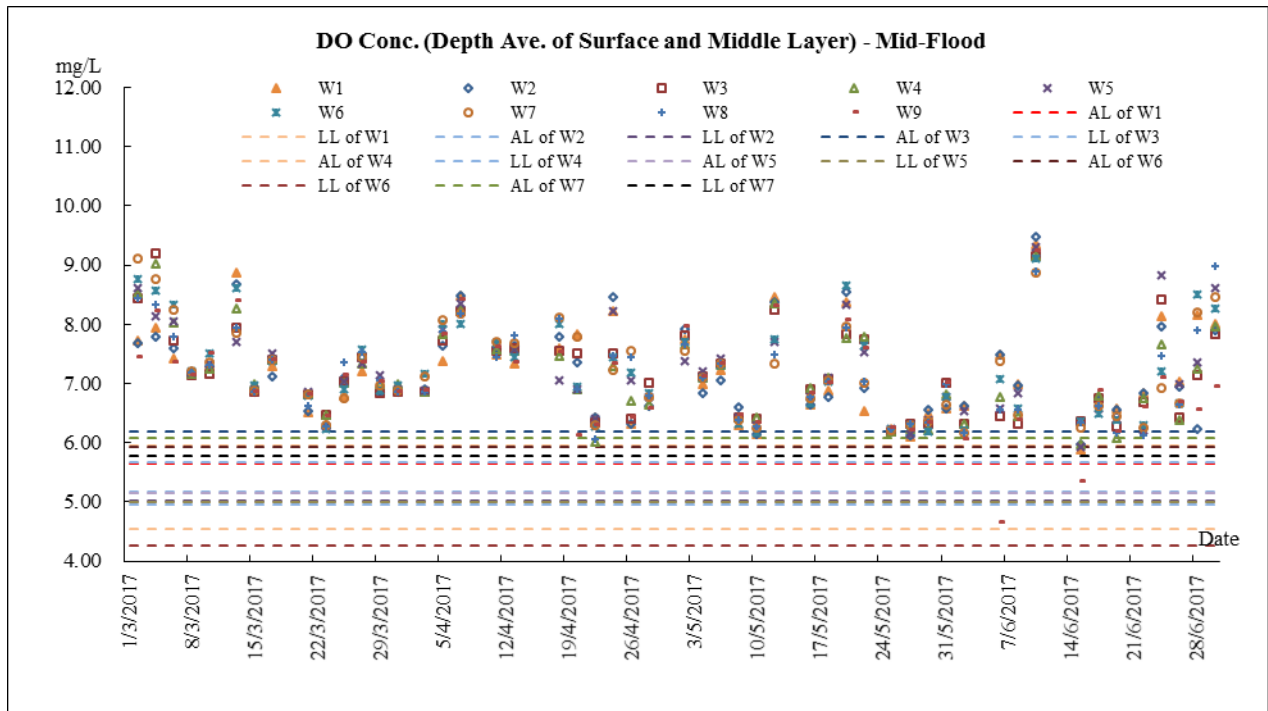 DO Conc. (Depth Ave. of Surface and Middle Layer) - Mid-Flood
mg/L
12.00
11.00
10.00
9.00
8.00
7.00
6.00
5.00
4.00
W1 W2 W3 W4 W5
W6 W7 W8 W9 AL of W1
LL of W1 AL of W2 LL of W2 AL of W3 LL of W3
AL of W4 LL of W4 AL of W5 LL of W5 AL of W6
LL of W6 AL of W7 LL of W7
Date
1/3/2017 8/3/2017 15/3/2017 22/3/2017 29/3/2017 5/4/2017 12/4/2017 19/4/2017 26/4/2017 3/5/2017 10/5/2017 17/5/2017 24/5/2017 31/5/2017 7/6/2017 14/6/2017 21/6/2017 28/6/2017